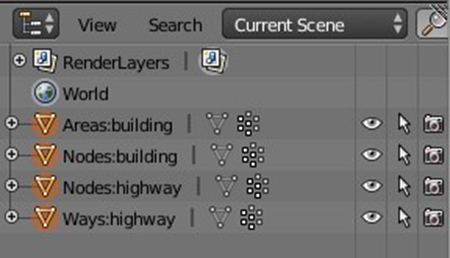 View Search Current Scene
RenderLayers
World
Areas:building
Nodes:building
Nodes:highway
Ways:highway